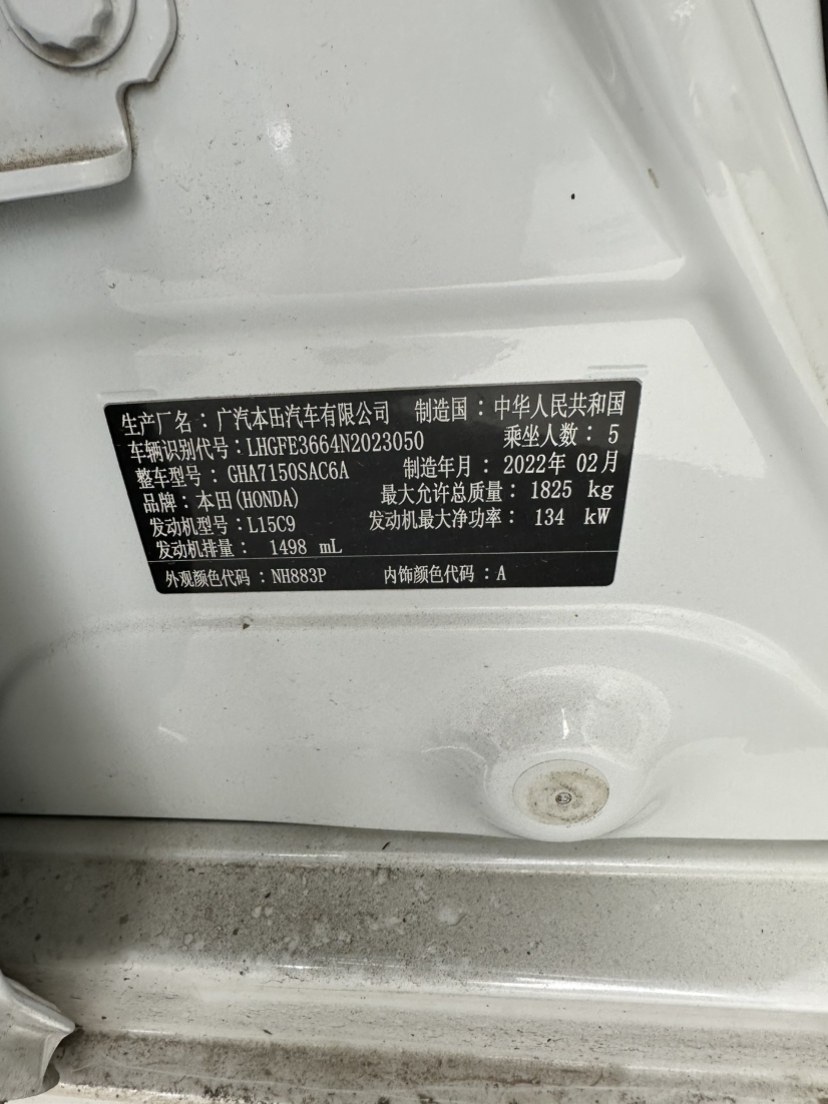 生产厂名：广汽本田汽车有限公司 制造国：中华人民共和国
车辆识别代号：LHGFE3664N2023050 乘坐人数：5
整车型号：GHA7150SAC6A 制造年月：2022年 02月
品牌：本田(HONDA) 最大允许总质量：1825 kg
发动机型号：L15C9 发动机最大净功率：134 kW
发动机排量：1498 mL
外观颜色代码：NH883P 内饰颜色代码：A